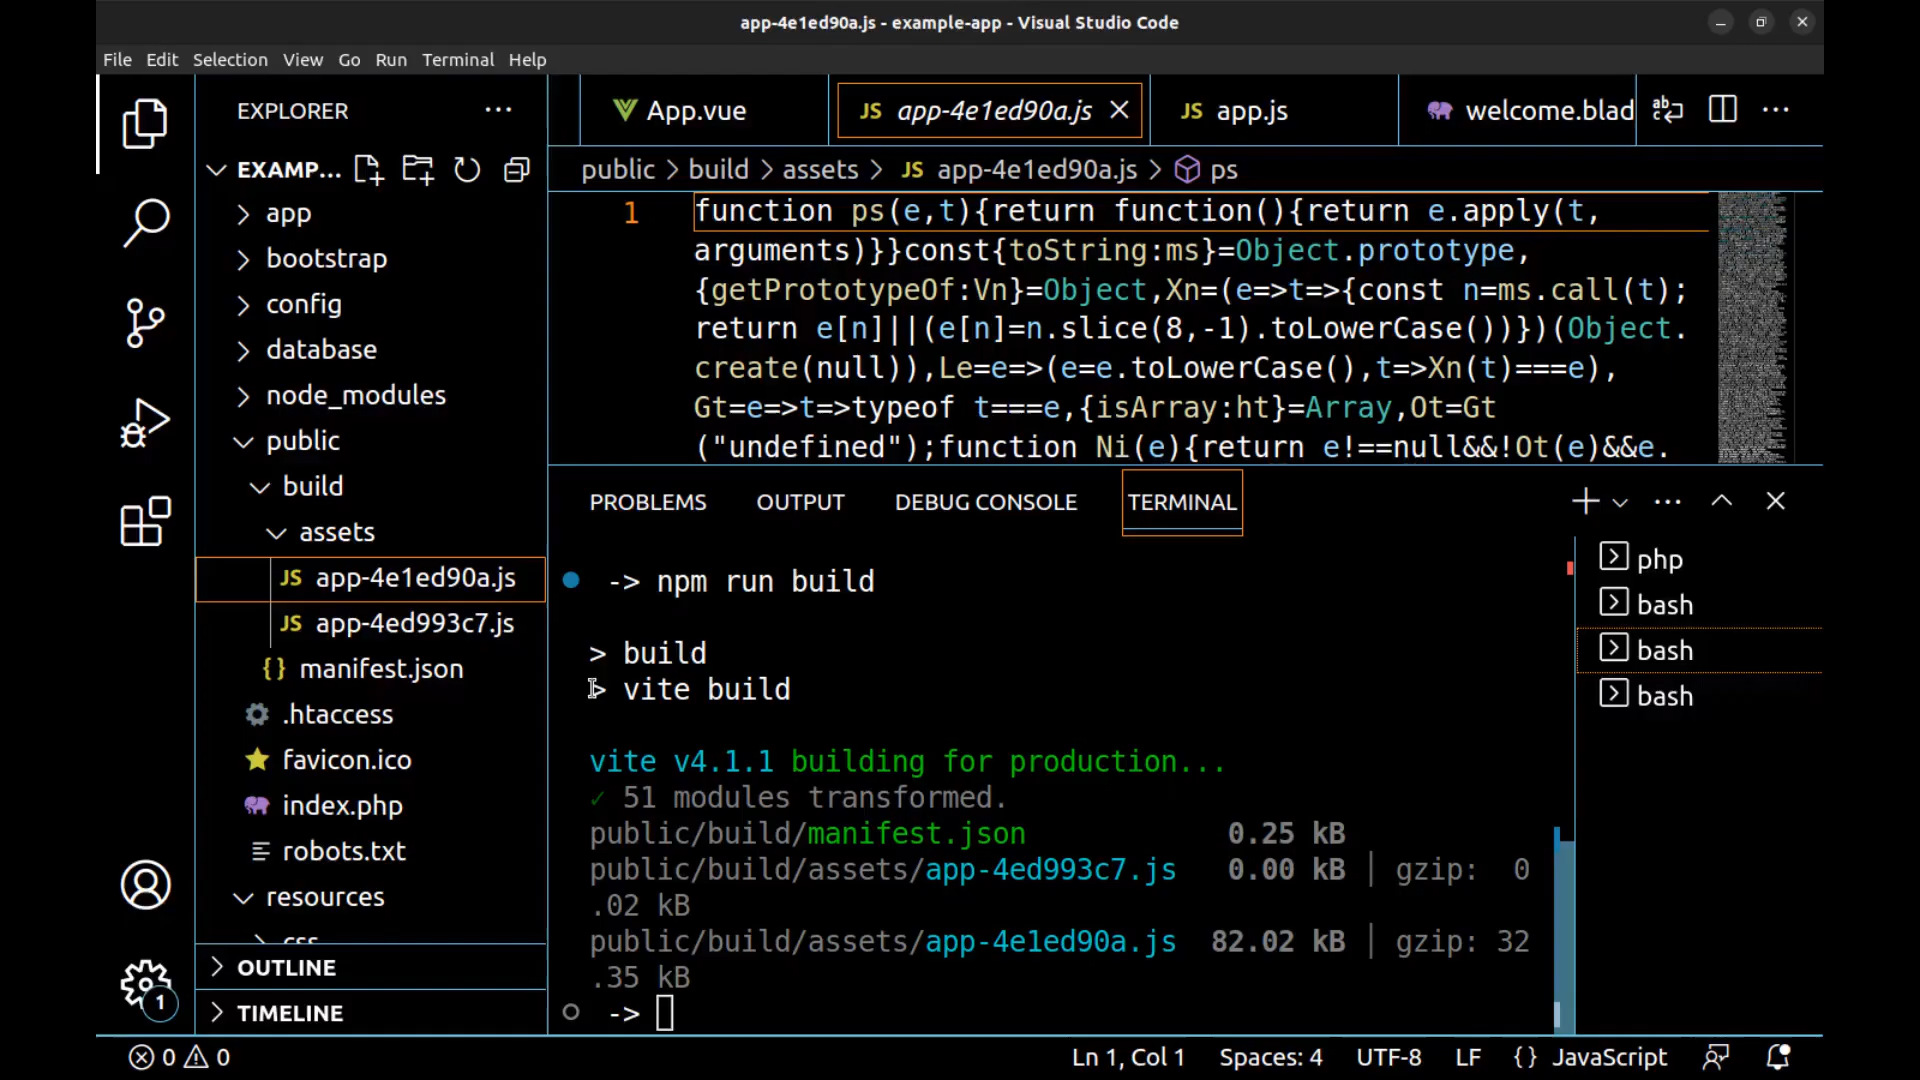 app-4e1ed90a.js - example-app - Visual Studio Code
File Edit Selection View Go Run Terminal Help
EXPLORER
EXAMP...
app
bootstrap
config
database
node_modules
public
build
assets
JS app-4e1ed90a.js
JS app-4ed993c7.js
{} manifest.json
.htaccess
favicon.ico
index.php
robots.txt
resources
css
OUTLINE
TIMELINE
1
App.vue
JS app-4e1ed90a.js
JS app.js
welcome.blad
public > build > assets > JS app-4e1ed90a.js > ps
1
function ps(e,t){return function(){return e.apply(t,
arguments)}}const{toString:ms}=Object.prototype,
{getPrototypeOf:Vn}=Object,Xn=(e=>t=>{const n=ms.call(t);
return e[n]||(e[n]=n.slice(8,-1).toLowerCase())})(Object.
create(null)),Le=e=>(e=e.toLowerCase(),t=>Xn(t)===e),
Gt=e=>t=>typeof t===e,{isArray:ht}=Array,Ot=Gt
("undefined");function Ni(e){return e!==null&&!Ot(e)&&e.
PROBLEMS OUTPUT DEBUG CONSOLE TERMINAL
-> npm run build
> build
> vite build
vite v4.1.1 building for production...
✓ 51 modules transformed.
public/build/manifest.json 0.25 kB
public/build/assets/app-4ed993c7.js 0.00 kB │ gzip: 0
.02 kB
public/build/assets/app-4e1ed90a.js 82.02 kB │ gzip: 32
.35 kB
->
php
bash
bash
bash
0 0
Ln 1, Col 1 Spaces: 4 UTF-8 LF {} JavaScript